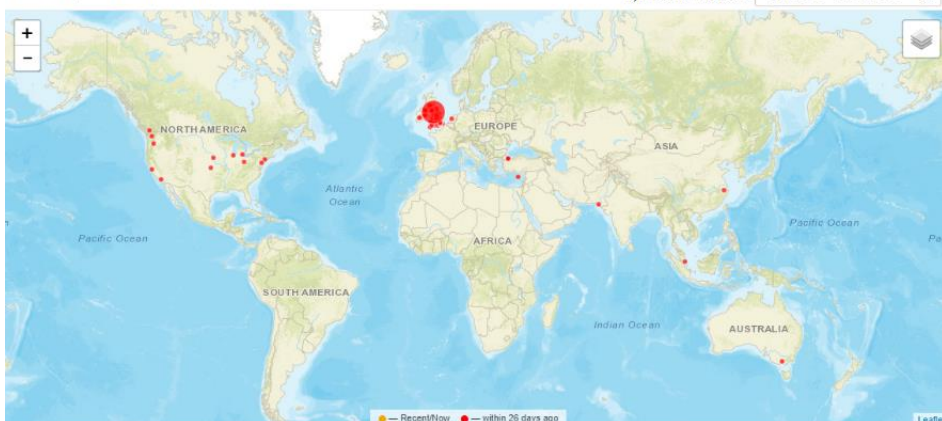 +
−
NORTH AMERICA
EUROPE
ASIA
Atlantic
Ocean
Pacific Ocean
Pacific Ocean
Pa
AFRICA
SOUTH AMERICA
Indian Ocean
AUSTRALIA
— Recent/Now — within 26 days ago
Leafle